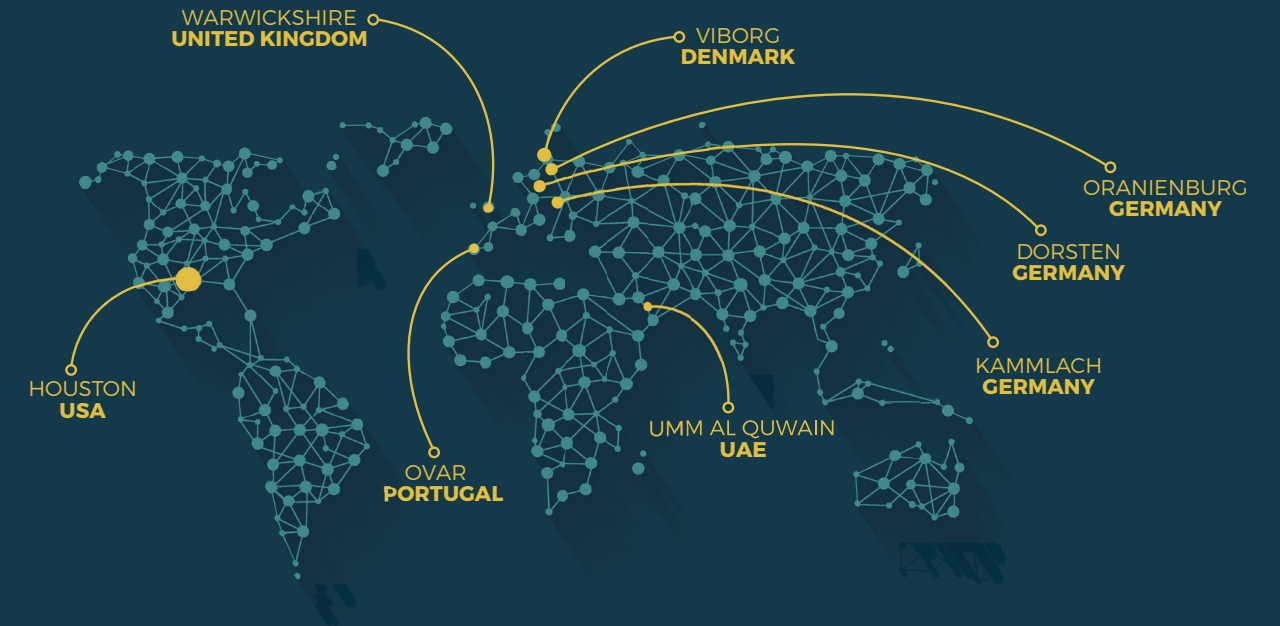 WARWICKSHIRE
UNITED KINGDOM
VIBORG
DENMARK
ORANIENBURG
GERMANY
DORSTEN
GERMANY
KAMMLACH
GERMANY
HOUSTON
USA
UMM AL QUWAIN
UAE
OVAR
PORTUGAL